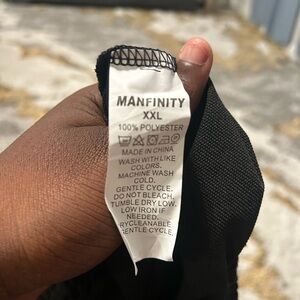 MANFINITY
XXL
100% POLYESTER
MADE IN CHINA
WASH WITH LIKE
COLORS.
MACHINE WASH
COLD.
GENTLE CYCLE.
DO NOT BLEACH.
TUMBLE DRY LOW.
LOW IRON IF
NEEDED.
RYCLEANABLE
ENTLE CYCLE